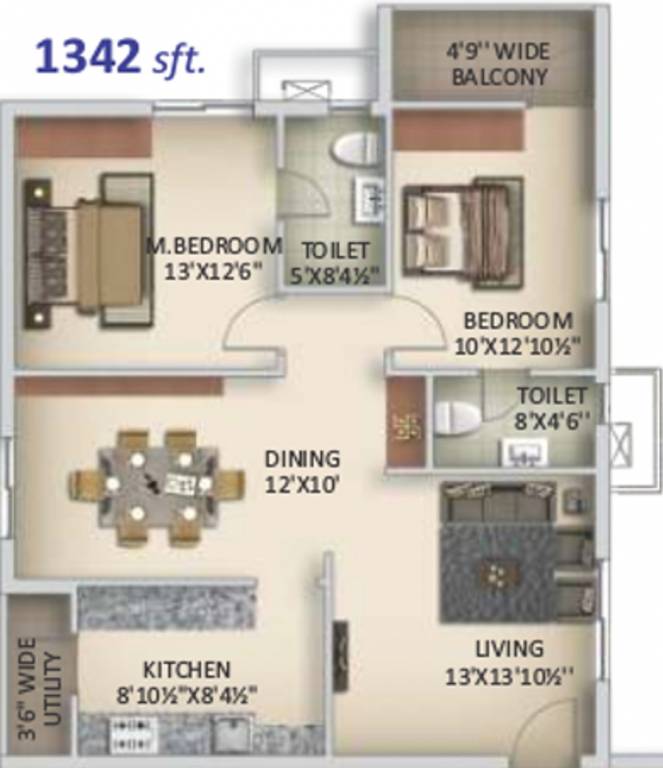 1342 sft.
4'9'' WIDE
BALCONY
M.BEDROOM
13'X12'6"
TOILET
5'X8'4½"
BEDROOM
10'X12'10½"
TOILET
8'X4'6''
DINING
12'X10'
LIVING
13'X13'10½''
KITCHEN
8'10½"X8'4½"
3'6" WIDE
UTILITY